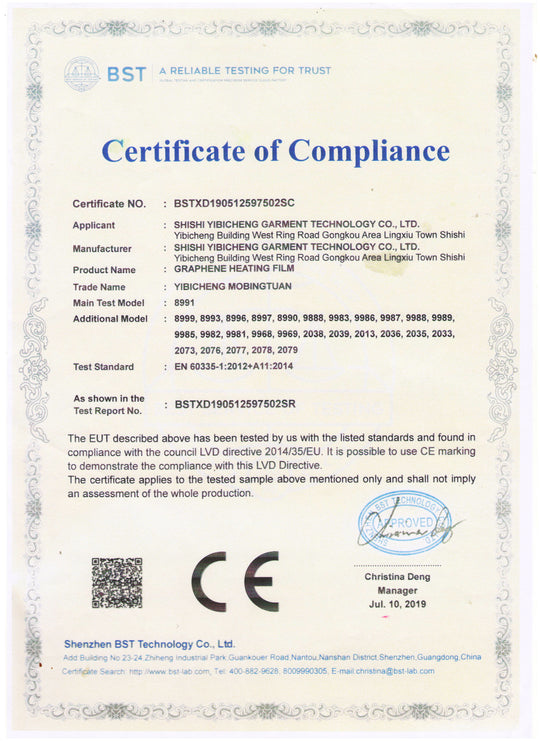 BST A RELIABLE TESTING FOR TRUST
Certificate of Compliance
Certificate NO. : BSTXD190512597502SC
Applicant : SHISHI YIBICHENG GARMENT TECHNOLOGY CO., LTD.
Yibicheng Building West Ring Road Gongkou Area Lingxiu Town Shishi
Manufacturer : SHISHI YIBICHENG GARMENT TECHNOLOGY CO., LTD.
Yibicheng Building West Ring Road Gongkou Area Lingxiu Town Shishi
Product Name : GRAPHENE HEATING FILM
Trade Name : YIBICHENG MOBINGTUAN
Main Test Model : 8991
Additional Model : 8999, 8993, 8996, 8997, 8990, 9888, 9983, 9986, 9987, 9988, 9989,
9985, 9982, 9981, 9968, 9969, 2038, 2039, 2013, 2036, 2035, 2033,
2073, 2076, 2077, 2078, 2079
Test Standard : EN 60335-1:2012+A11:2014
As shown in the
Test Report No. : BSTXD190512597502SR
The EUT described above has been tested by us with the listed standards and found in
compliance with the council LVD directive 2014/35/EU. It is possible to use CE marking
to demonstrate the compliance with this LVD Directive.
The certificate applies to the tested sample above mentioned only and shall not imply
an assessment of the whole production.
BST TECHNOLOGY
APPROVED
CE
Christina Deng
Manager
Jul. 10, 2019
Shenzhen BST Technology Co., Ltd.
Add:Building No.23-24,Zhiheng Industrial Park,Guankouer Road,Nantou,Nanshan District,Shenzhen,Guangdong,China
Certificate Search: http://www.bst-lab.com, Tel: 400-882-9628, 8009990305, E-mail:christina@bst-lab.com